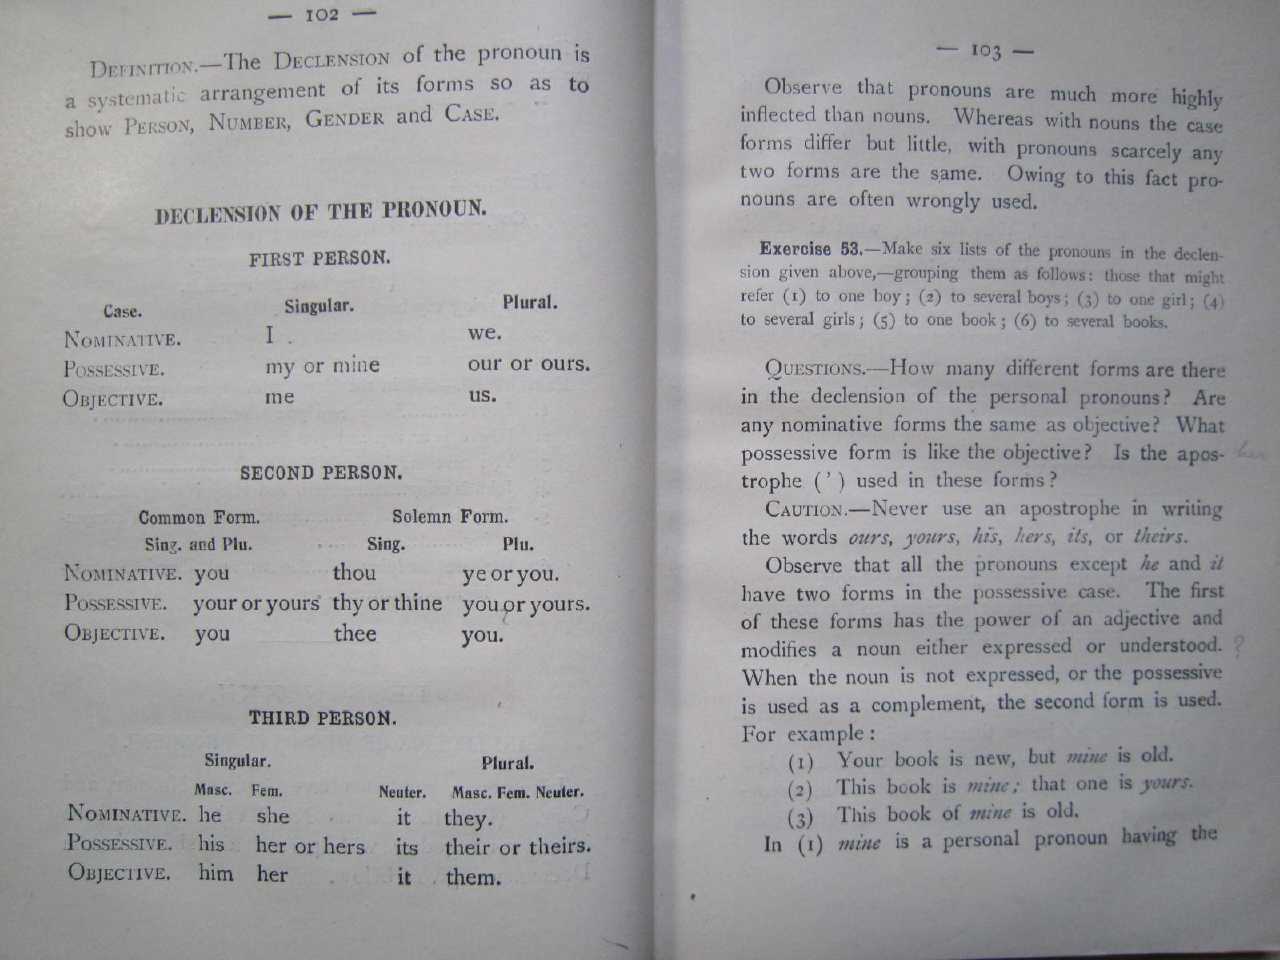 — 102 —
DEFINITION.—The DECLENSION of the pronoun is
a systematic arrangement of its forms so as to
show PERSON, NUMBER, GENDER and CASE.
DECLENSION OF THE PRONOUN.
FIRST PERSON.
Case. Singular. Plural.
NOMINATIVE. I we.
POSSESSIVE. my or mine our or ours.
OBJECTIVE. me us.
SECOND PERSON.
Common Form. Solemn Form.
Sing. and Plu. Sing. Plu.
NOMINATIVE. you thou ye or you.
POSSESSIVE. your or yours thy or thine you or yours.
OBJECTIVE. you thee you.
THIRD PERSON.
Singular. Plural.
Masc. Fem. Neuter. Masc. Fem. Neuter.
NOMINATIVE. he she it they.
POSSESSIVE. his her or hers its their or theirs.
OBJECTIVE. him her it them.
— 103 —
Observe that pronouns are much more highly
inflected than nouns. Whereas with nouns the case
forms differ but little, with pronouns scarcely any
two forms are the same. Owing to this fact pro-
nouns are often wrongly used.
Exercise 53.—Make six lists of the pronouns in the declen-
sion given above,—grouping them as follows: those that might
refer (1) to one boy; (2) to several boys; (3) to one girl; (4)
to several girls; (5) to one book; (6) to several books.
QUESTIONS.—How many different forms are there
in the declension of the personal pronouns? Are
any nominative forms the same as objective? What
possessive form is like the objective? Is the apos- her
trophe (') used in these forms?
CAUTION.—Never use an apostrophe in writing
the words ours, yours, his, hers, its, or theirs.
Observe that all the pronouns except he and it
have two forms in the possessive case. The first
of these forms has the power of an adjective and
modifies a noun either expressed or understood. ?
When the noun is not expressed, or the possessive
is used as a complement, the second form is used.
For example:
(1) Your book is new, but mine is old.
(2) This book is mine; that one is yours.
(3) This book of mine is old.
In (1) mine is a personal pronoun having the